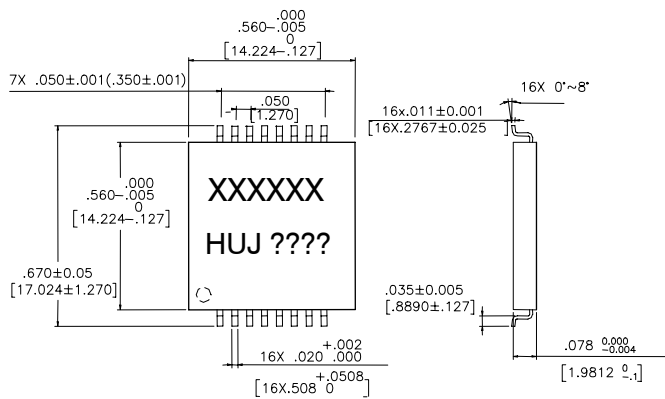 .000
.560-.005
0
[14.224-.127]
7X .050±.001(.350±.001)
.050
[1.270]
16X 0°~8°
16x.011±0.001
[16X.2767±0.025]
.000
.560-.005
0
[14.224-.127]
XXXXXX
HUJ ????
.670±0.05
[17.024±1.270]
.035±0.005
[.8890±.127]
+.002
16X .020 .000
+.0508
[16X.508 0]
.078 0.000
-0.004
[1.9812 0
-.1]